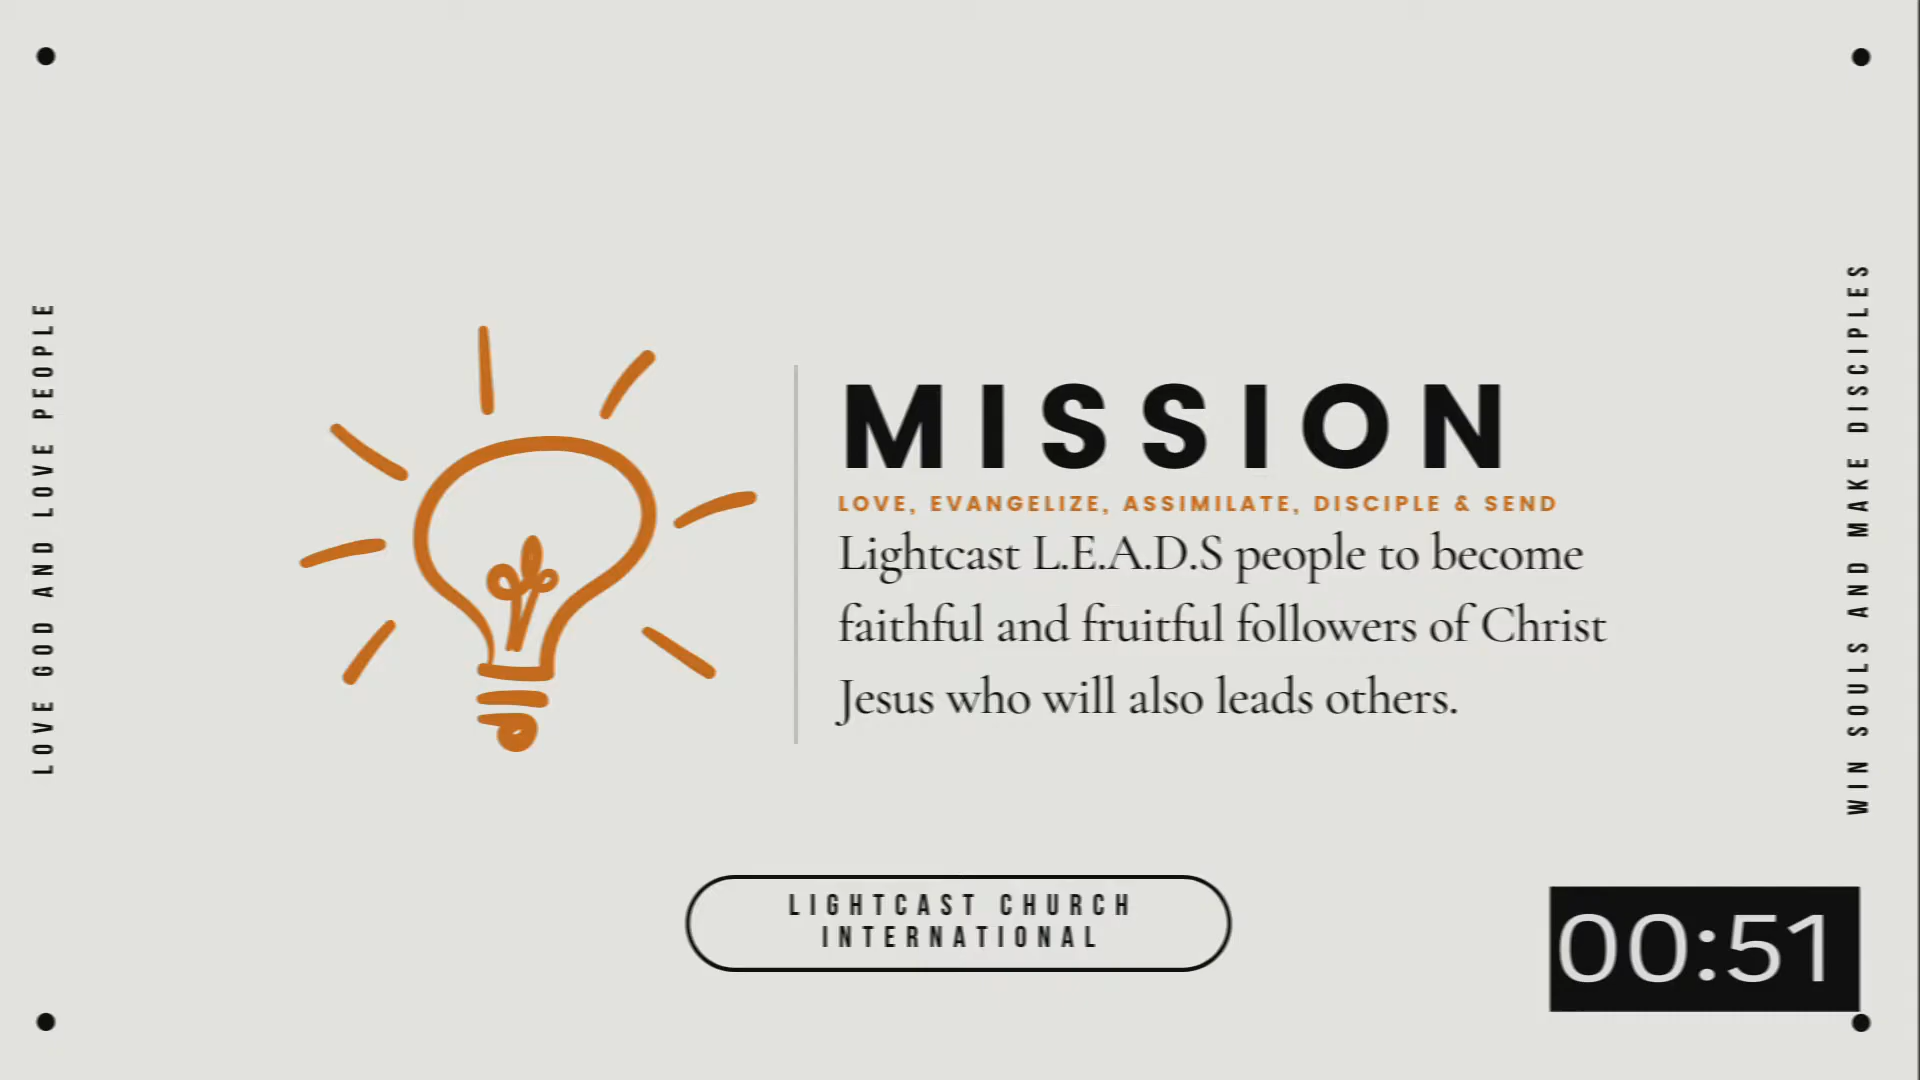 LOVE GOD AND LOVE PEOPLE
MISSION
LOVE, EVANGELIZE, ASSIMILATE, DISCIPLE & SEND
Lightcast L.E.A.D.S people to become
faithful and fruitful followers of Christ
Jesus who will also leads others.
WIN SOULS AND MAKE DISCIPLES
LIGHTCAST CHURCH
INTERNATIONAL
00:51